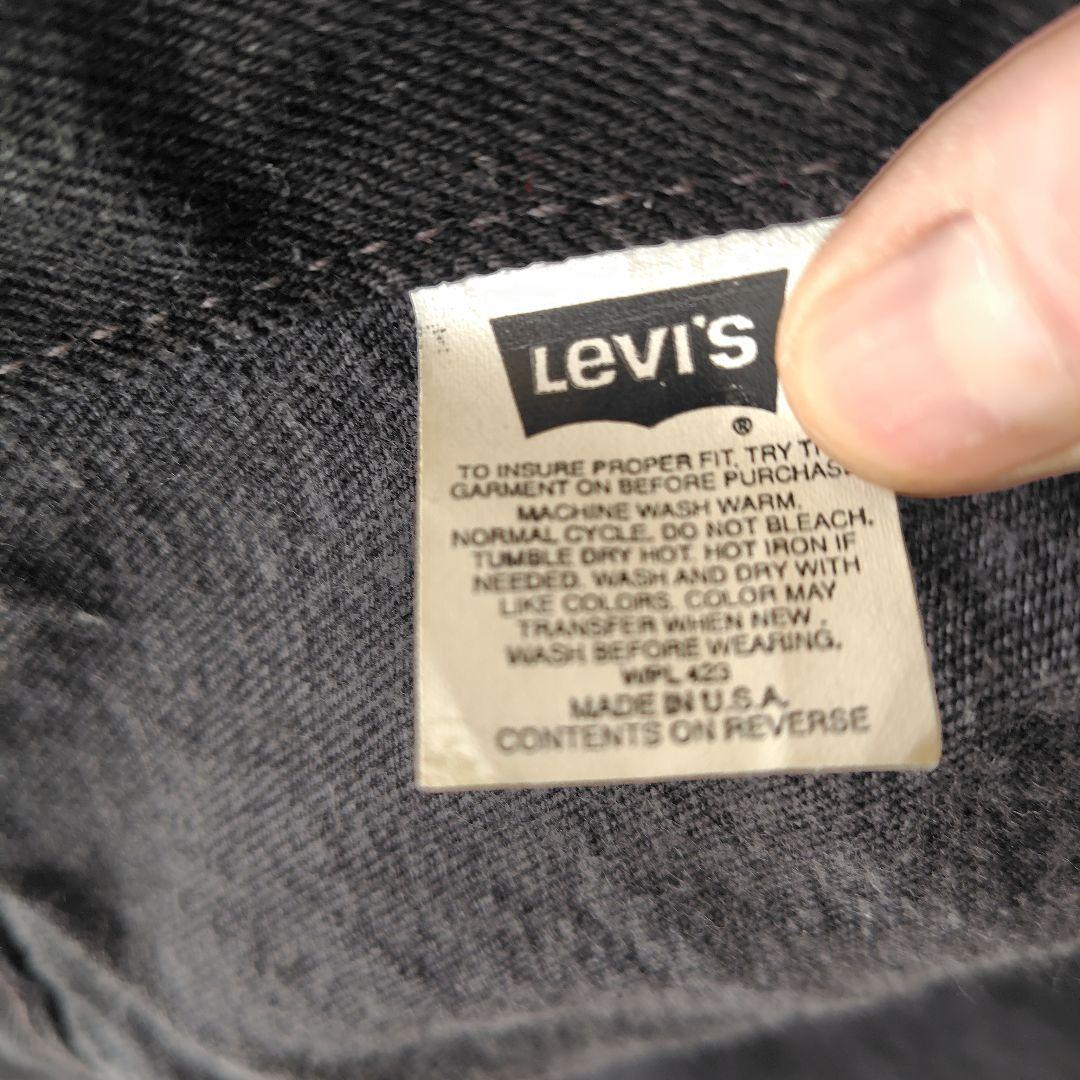 LEVI'S
®
TO INSURE PROPER FIT, TRY
GARMENT ON BEFORE PURCHAS
MACHINE WASH WARM,
NORMAL CYCLE. DO NOT BLEACH.
TUMBLE DRY HOT. HOT IRON IF
NEEDED. WASH AND DRY WITH
LIKE COLORS. COLOR MAY
TRANSFER WHEN NEW.
WASH BEFORE WEARING.
WPL 423
MADE IN U.S.A.
CONTENTS ON REVERSE